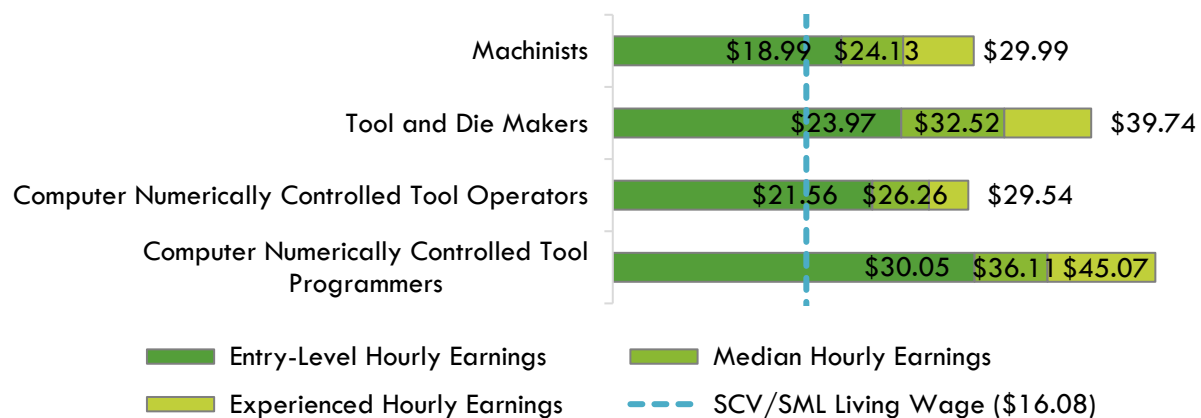 Machinists
$18.99 $24.13 $29.99
Tool and Die Makers
$23.97 $32.52 $39.74
Computer Numerically Controlled Tool Operators
$21.56 $26.26 $29.54
Computer Numerically Controlled Tool
Programmers
$30.05 $36.11 $45.07
Entry-Level Hourly Earnings
Median Hourly Earnings
Experienced Hourly Earnings
SCV/SML Living Wage ($16.08)